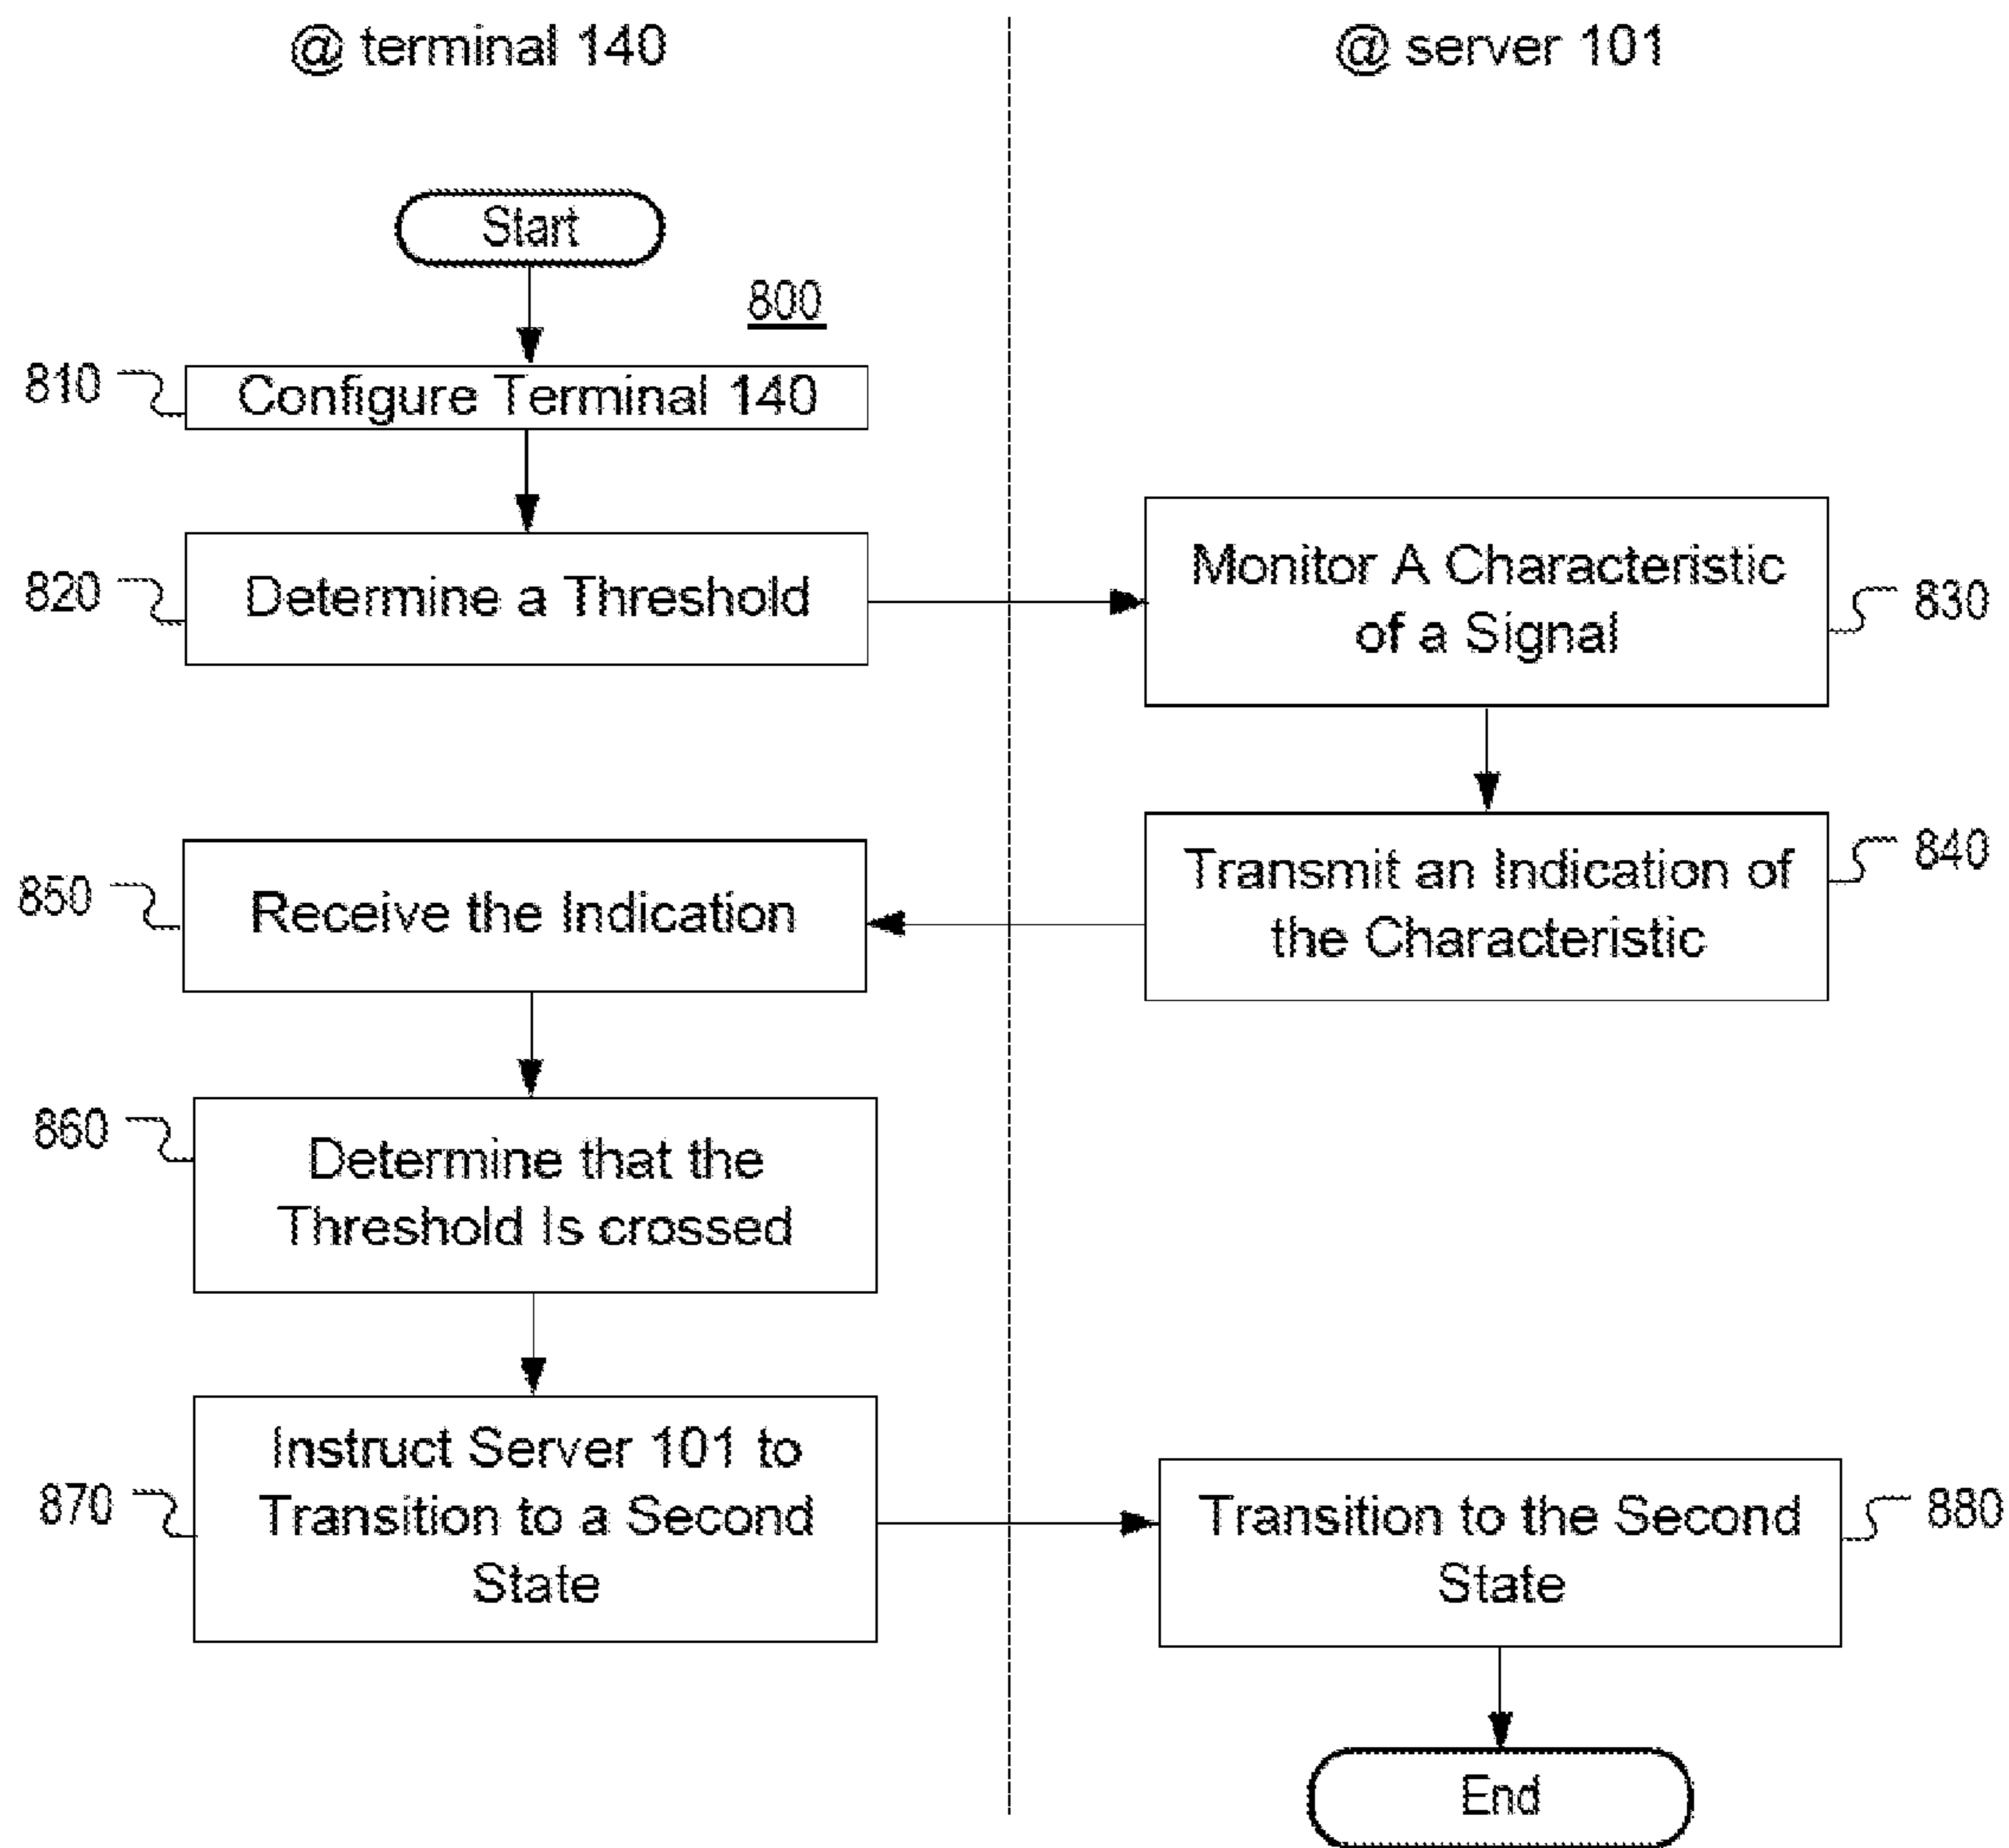 @ terminal 140
@ server 101
Start
800
810
Configure Terminal 140
820
Determine a Threshold
Monitor A Characteristic
of a Signal
830
Transmit an Indication of
the Characteristic
840
850
Receive the Indication
860
Determine that the
Threshold Is crossed
870
Instruct Server 101 to
Transition to a Second
State
Transition to the Second
State
880
End